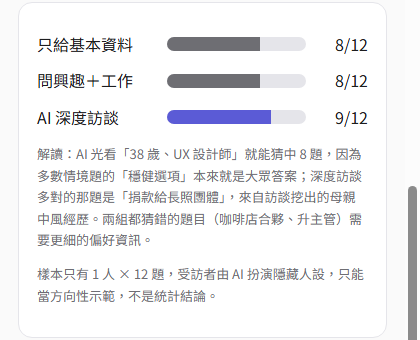 只給基本資料 8/12
問興趣＋工作 8/12
AI 深度訪談 9/12
解讀：AI 光看「38 歲、UX 設計師」就能猜中 8 題，因為
多數情境題的「穩健選項」本來就是大眾答案；深度訪談
多對的那題是「捐款給長照團體」，來自訪談挖出的母親
中風經歷。兩組都猜錯的題目（咖啡店合夥、升主管）需
要更細的偏好資訊。
樣本只有 1 人 × 12 題，受訪者由 AI 扮演隱藏人設，只能
當方向性示範，不是統計結論。